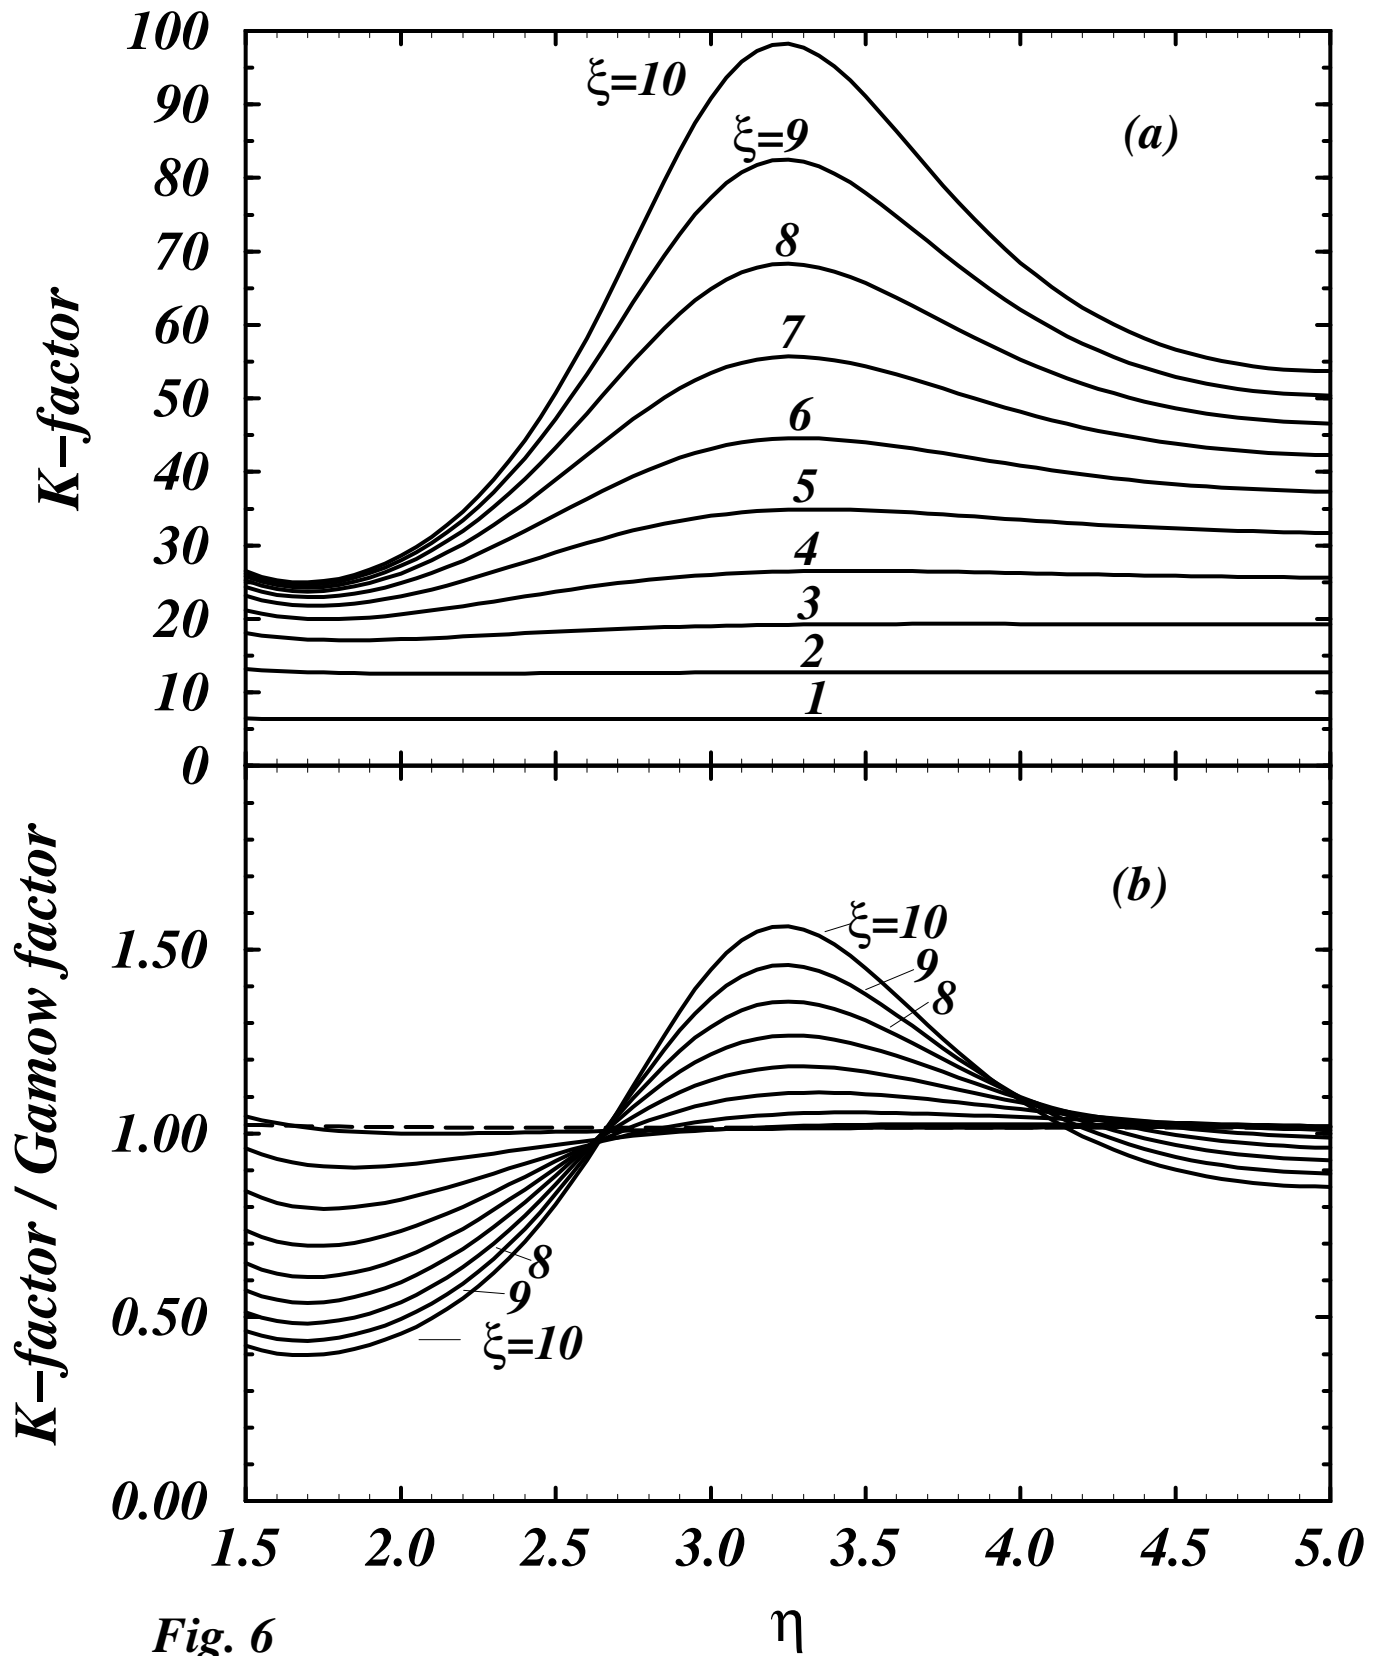 100
90
80
70
60
50
40
30
20
10
0
K–factor
ξ=10
ξ=9
8
7
6
5
4
3
2
1
(a)
1.50
1.00
0.50
0.00
K–factor / Gamow factor
(b)
ξ=10
9
8
8
9
ξ=10
1.5 2.0 2.5 3.0 3.5 4.0 4.5 5.0
η
Fig. 6